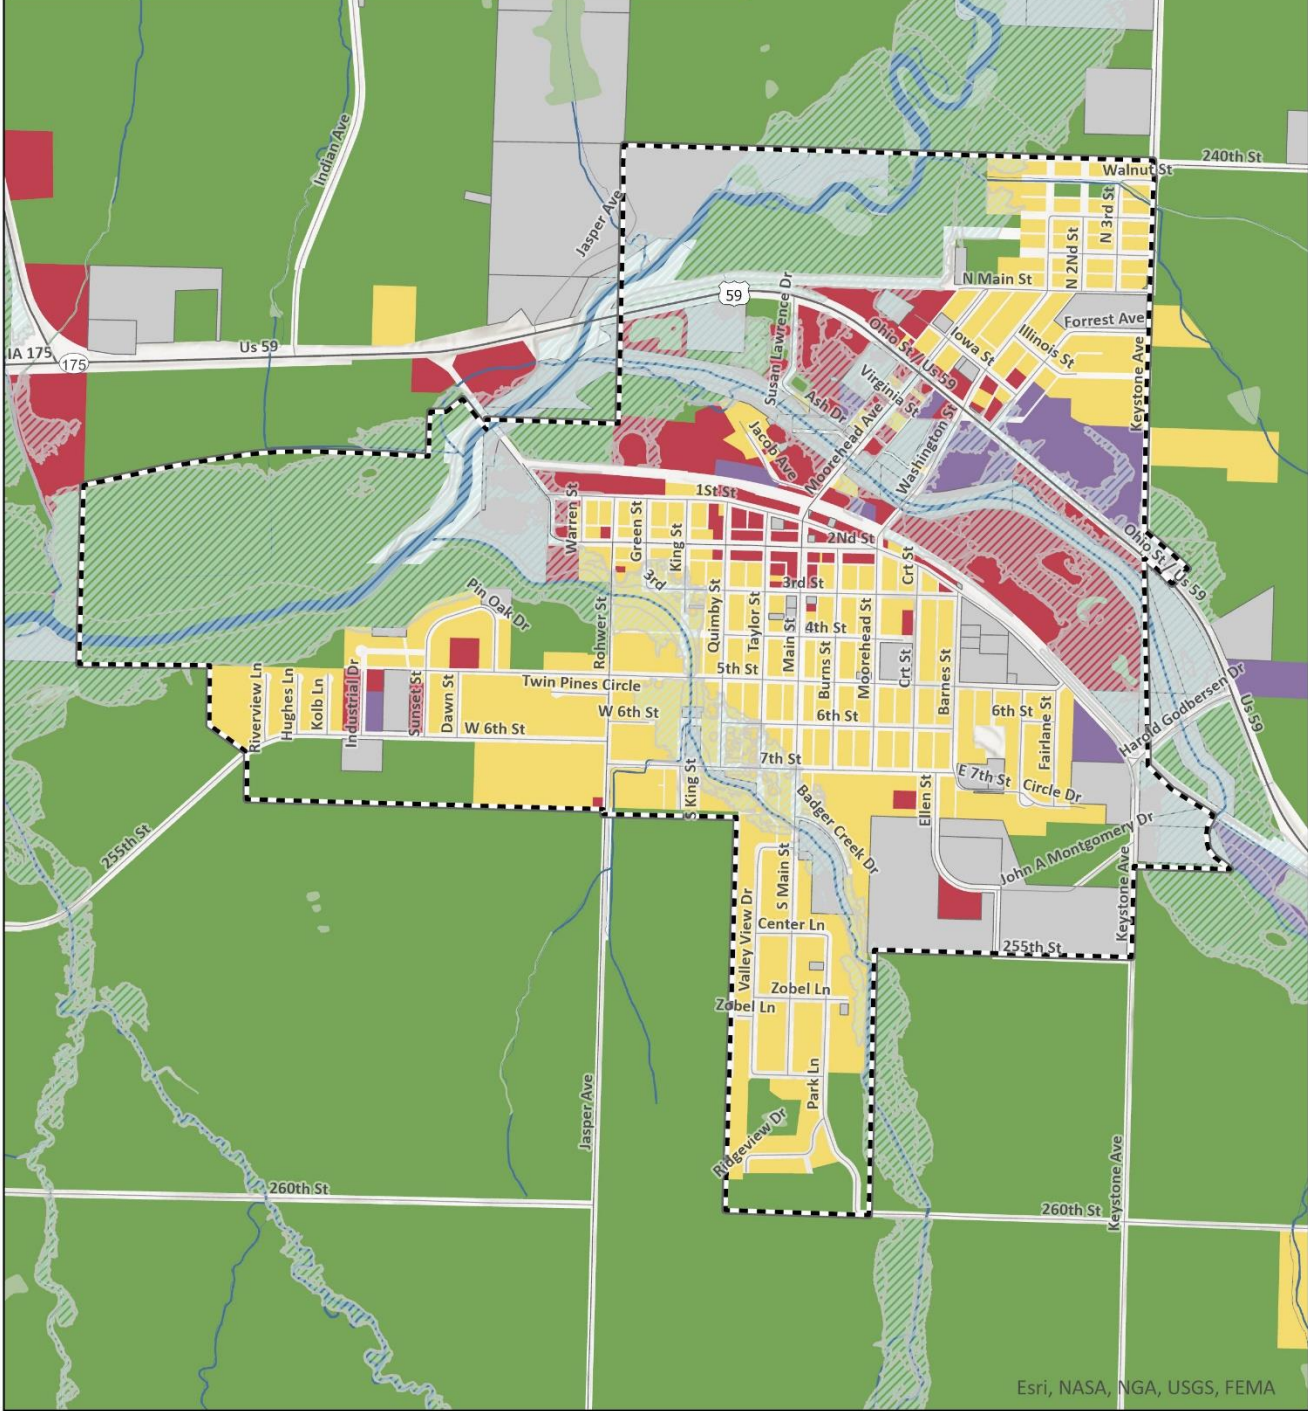 240th St
Walnut St
Indian Ave
Jasper Ave
N 3rd St
N 2Nd St
N Main St
59
Susan Lawrence Dr
Forrest Ave
Ohio St / Us 59
Iowa St
Illinois St
IA 175
175
Us 59
Keystone Ave
Virginia St
Ash Dr
Jacob Ave
Moorehead Ave
Washington St
1St St
Warren St
Green St
King St
2Nd St
Ohio St / Us 59
Crt St
3rd
3rd St
Pin Oak Dr
Rohwer St
Quimby St
Taylor St
Main St
4th St
Burns St
Moorehead St
Crt St
Barnes St
5th St
Twin Pines Circle
Riverview Ln
Hughes Ln
Kolb Ln
Industrial Dr
Sunset St
Dawn St
W 6th St
W 6th St
6th St
6th St
Fairlane St
Harold Godbersen Dr
Us 59
7th St
E 7th St
Circle Dr
S King St
Ellen St
Badger Creek Dr
255th St
John A Montgomery Dr
S Main St
Valley View Dr
Center Ln
Keystone Ave
255th St
Zobel Ln
Zobel Ln
Park Ln
Jasper Ave
Ridgeview Dr
260th St
Keystone Ave
260th St
Esri, NASA, NGA, USGS, FEMA